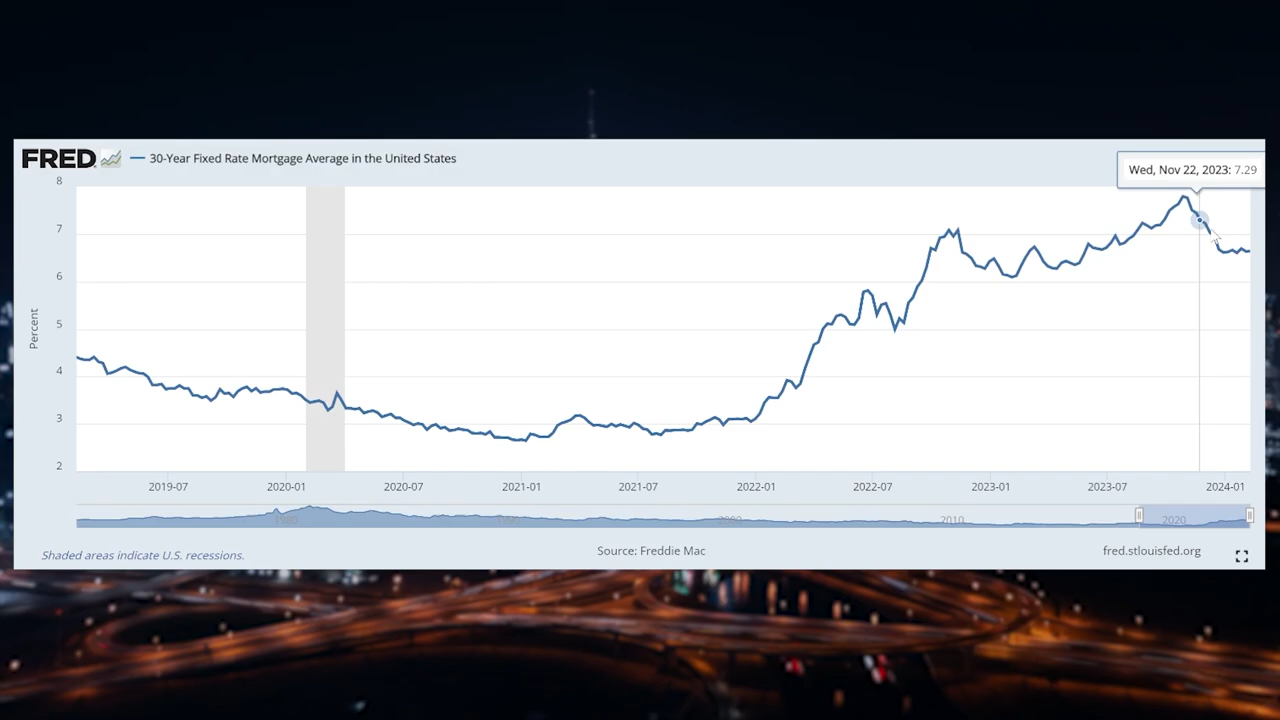 FRED 30-Year Fixed Rate Mortgage Average in the United States
Wed, Nov 22, 2023: 7.29
8
7
6
5
4
3
2
Percent
2019-07 2020-01 2020-07 2021-01 2021-07 2022-01 2022-07 2023-01 2023-07 2024-01
1980 1990 2000 2010 2020
Shaded areas indicate U.S. recessions. Source: Freddie Mac fred.stlouisfed.org